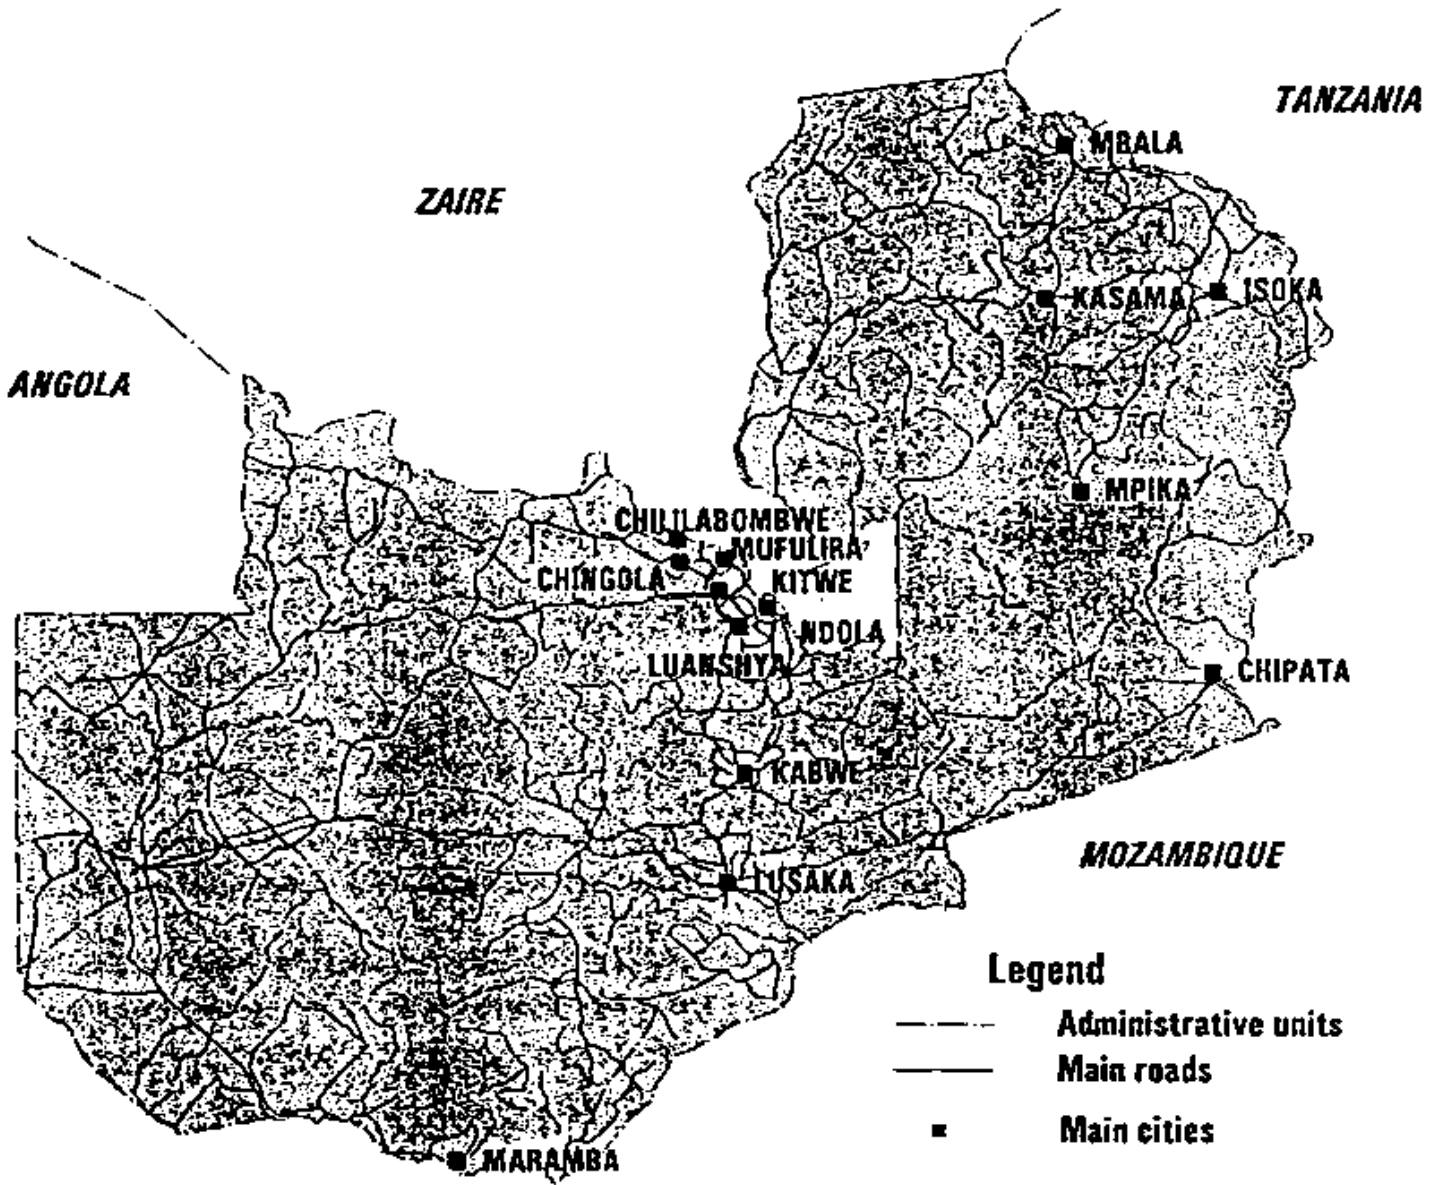 TANZANIA
MBALA
ZAIRE
KASAMA
ISOKA
ANGOLA
MPIKA
CHILILABOMBWE
MUFULIRA
CHINGOLA
KITWE
NDOLA
LUANSHYA
CHIPATA
KABWE
MOZAMBIQUE
LUSAKA
Legend
Administrative units
Main roads
Main cities
MARAMBA